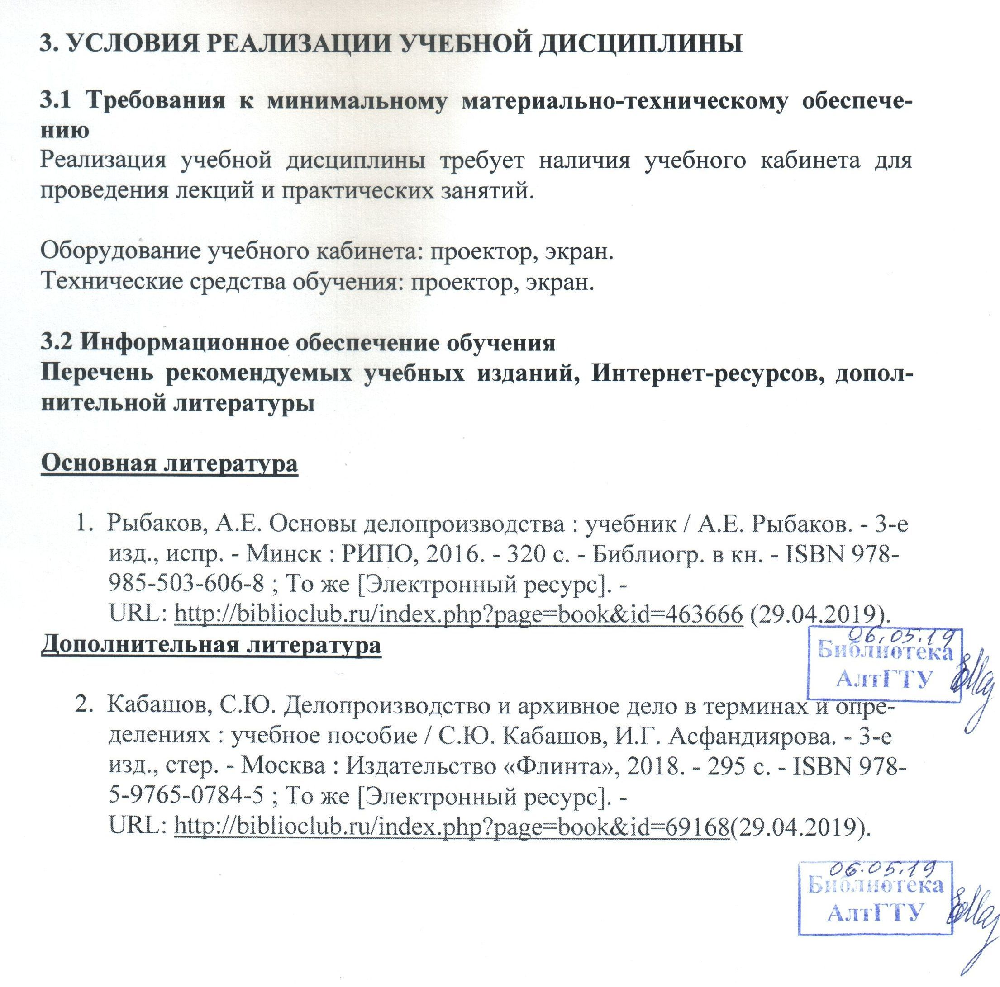 3. УСЛОВИЯ РЕАЛИЗАЦИИ УЧЕБНОЙ ДИСЦИПЛИНЫ
3.1 Требования к минимальному материально-техническому обеспече-
нию
Реализация учебной дисциплины требует наличия учебного кабинета для
проведения лекций и практических занятий.
Оборудование учебного кабинета: проектор, экран.
Технические средства обучения: проектор, экран.
3.2 Информационное обеспечение обучения
Перечень рекомендуемых учебных изданий, Интернет-ресурсов, допол-
нительной литературы
Основная литература
1. Рыбаков, А.Е. Основы делопроизводства : учебник / А.Е. Рыбаков. - 3-е
изд., испр. - Минск : РИПО, 2016. - 320 с. - Библиогр. в кн. - ISBN 978-
985-503-606-8 ; То же [Электронный ресурс]. -
URL: http://biblioclub.ru/index.php?page=book&id=463666 (29.04.2019).
06.05.19
Библиотека
АлтГТУ
Дополнительная литература
2. Кабашов, С.Ю. Делопроизводство и архивное дело в терминах и опре-
делениях : учебное пособие / С.Ю. Кабашов, И.Г. Асфандиярова. - 3-е
изд., стер. - Москва : Издательство «Флинта», 2018. - 295 с. - ISBN 978-
5-9765-0784-5 ; То же [Электронный ресурс]. -
URL: http://biblioclub.ru/index.php?page=book&id=69168(29.04.2019).
06.05.19
Библиотека
АлтГТУ